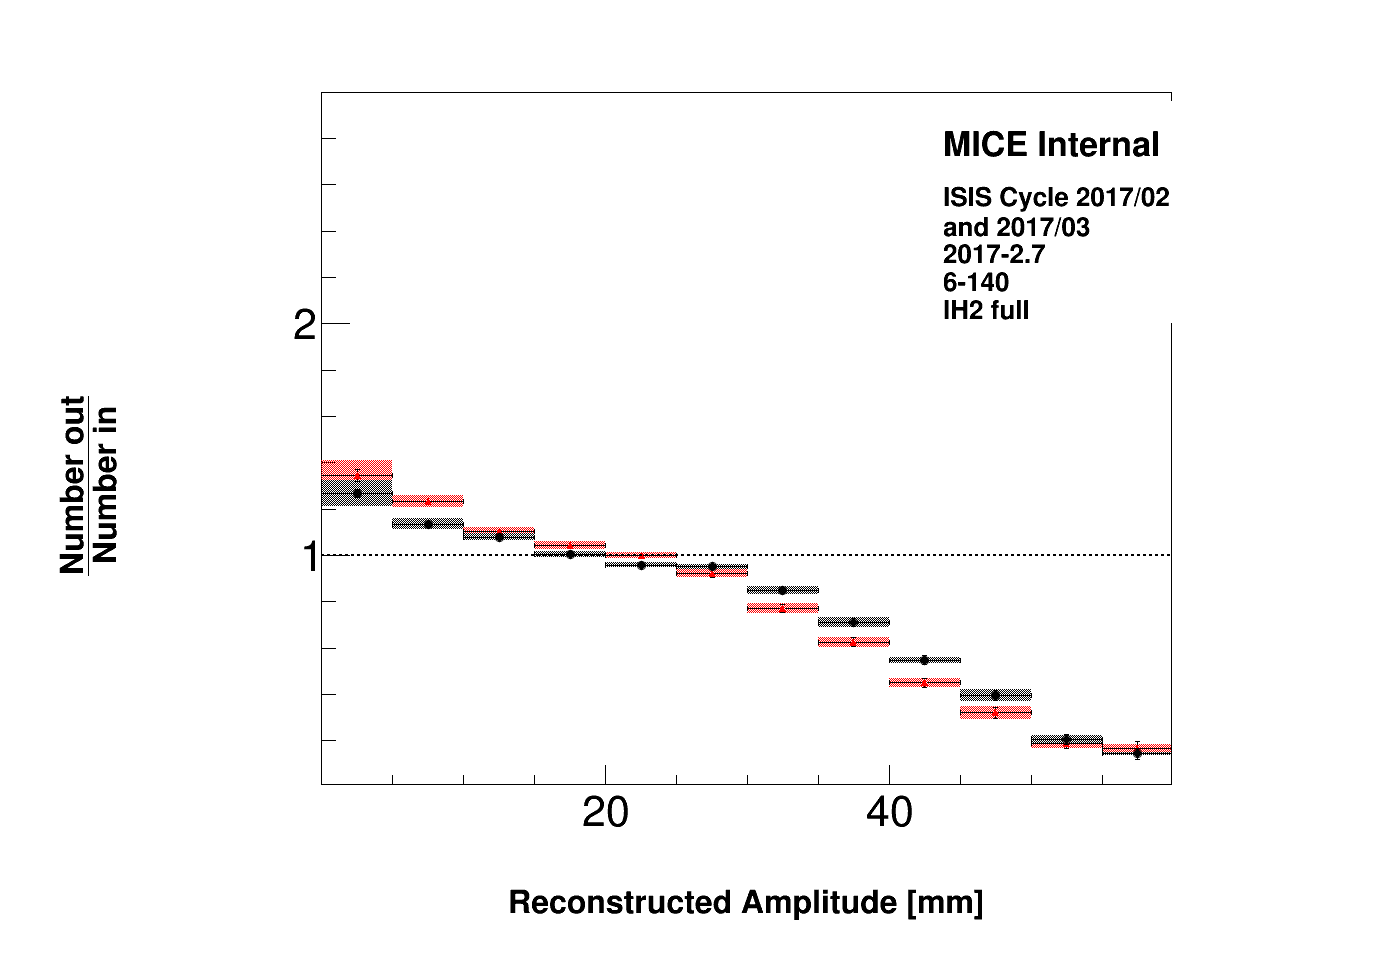 MICE Internal
ISIS Cycle 2017/02
and 2017/03
2017-2.7
6-140
IH2 full
2
1
Number out
Number in
20 40
Reconstructed Amplitude [mm]